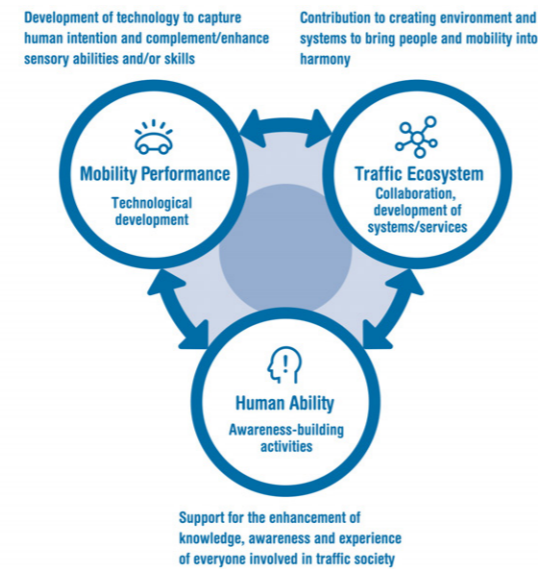 Development of technology to capture
human intention and complement/enhance
sensory abilities and/or skills
Contribution to creating environment and
systems to bring people and mobility into
harmony
Mobility Performance
Technological
development
Traffic Ecosystem
Collaboration,
development of
systems/services
Human Ability
Awareness-building
activities
Support for the enhancement of
knowledge, awareness and experience
of everyone involved in traffic society